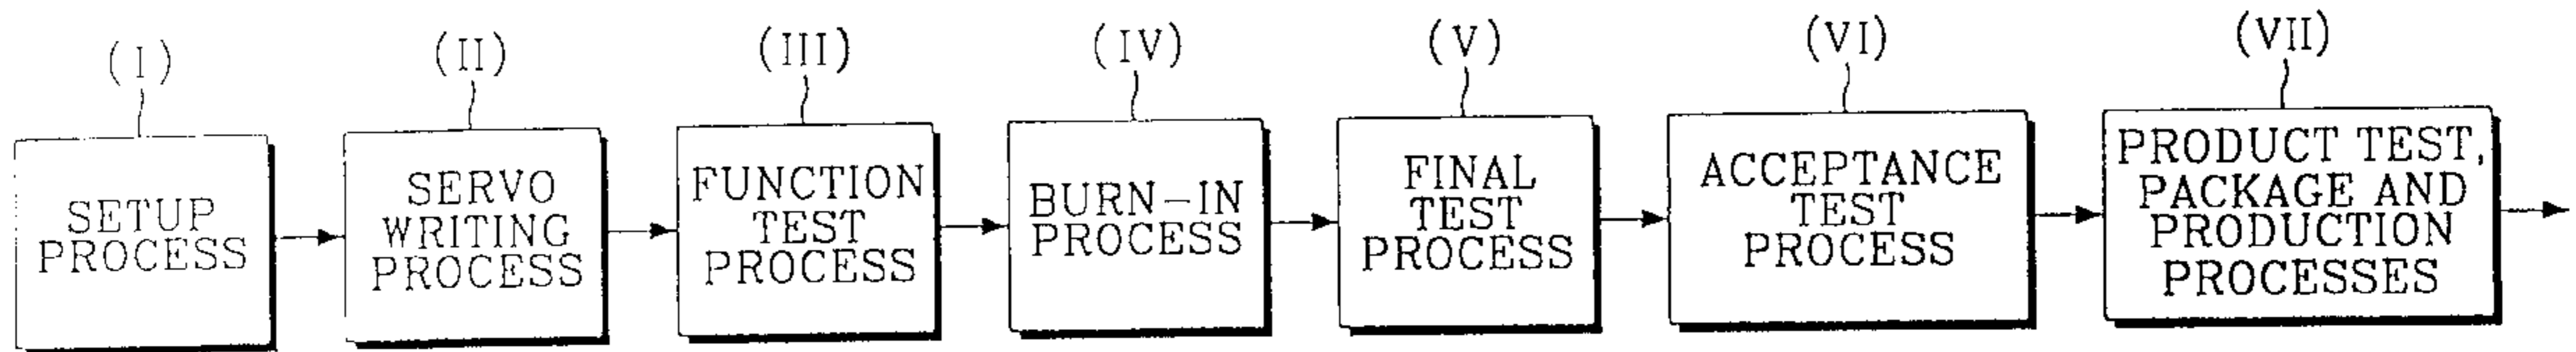 (I)
SETUP
PROCESS
(II)
SERVO
WRITING
PROCESS
(III)
FUNCTION
TEST
PROCESS
(IV)
BURN-IN
PROCESS
(V)
FINAL
TEST
PROCESS
(VI)
ACCEPTANCE
TEST
PROCESS
(VII)
PRODUCT TEST,
PACKAGE AND
PRODUCTION
PROCESSES